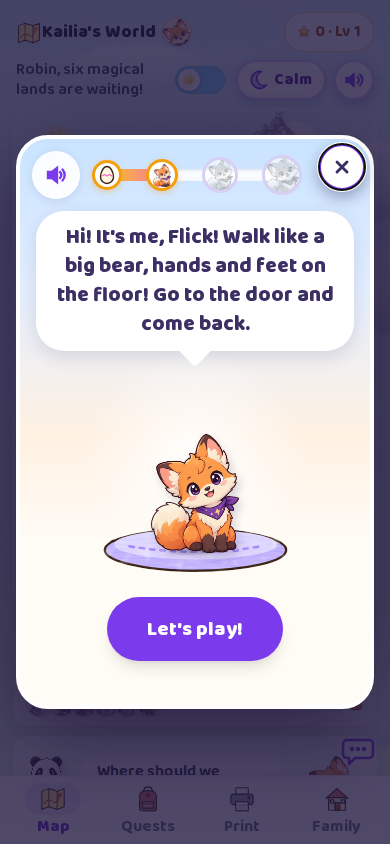 Kailia's World
0 · Lv 1
Robin, six magical
lands are waiting!
Calm
Hi! It's me, Flick! Walk like a
big bear, hands and feet on
the floor! Go to the door and
come back.
Let's play!
Where should we
Map
Quests
Print
Family